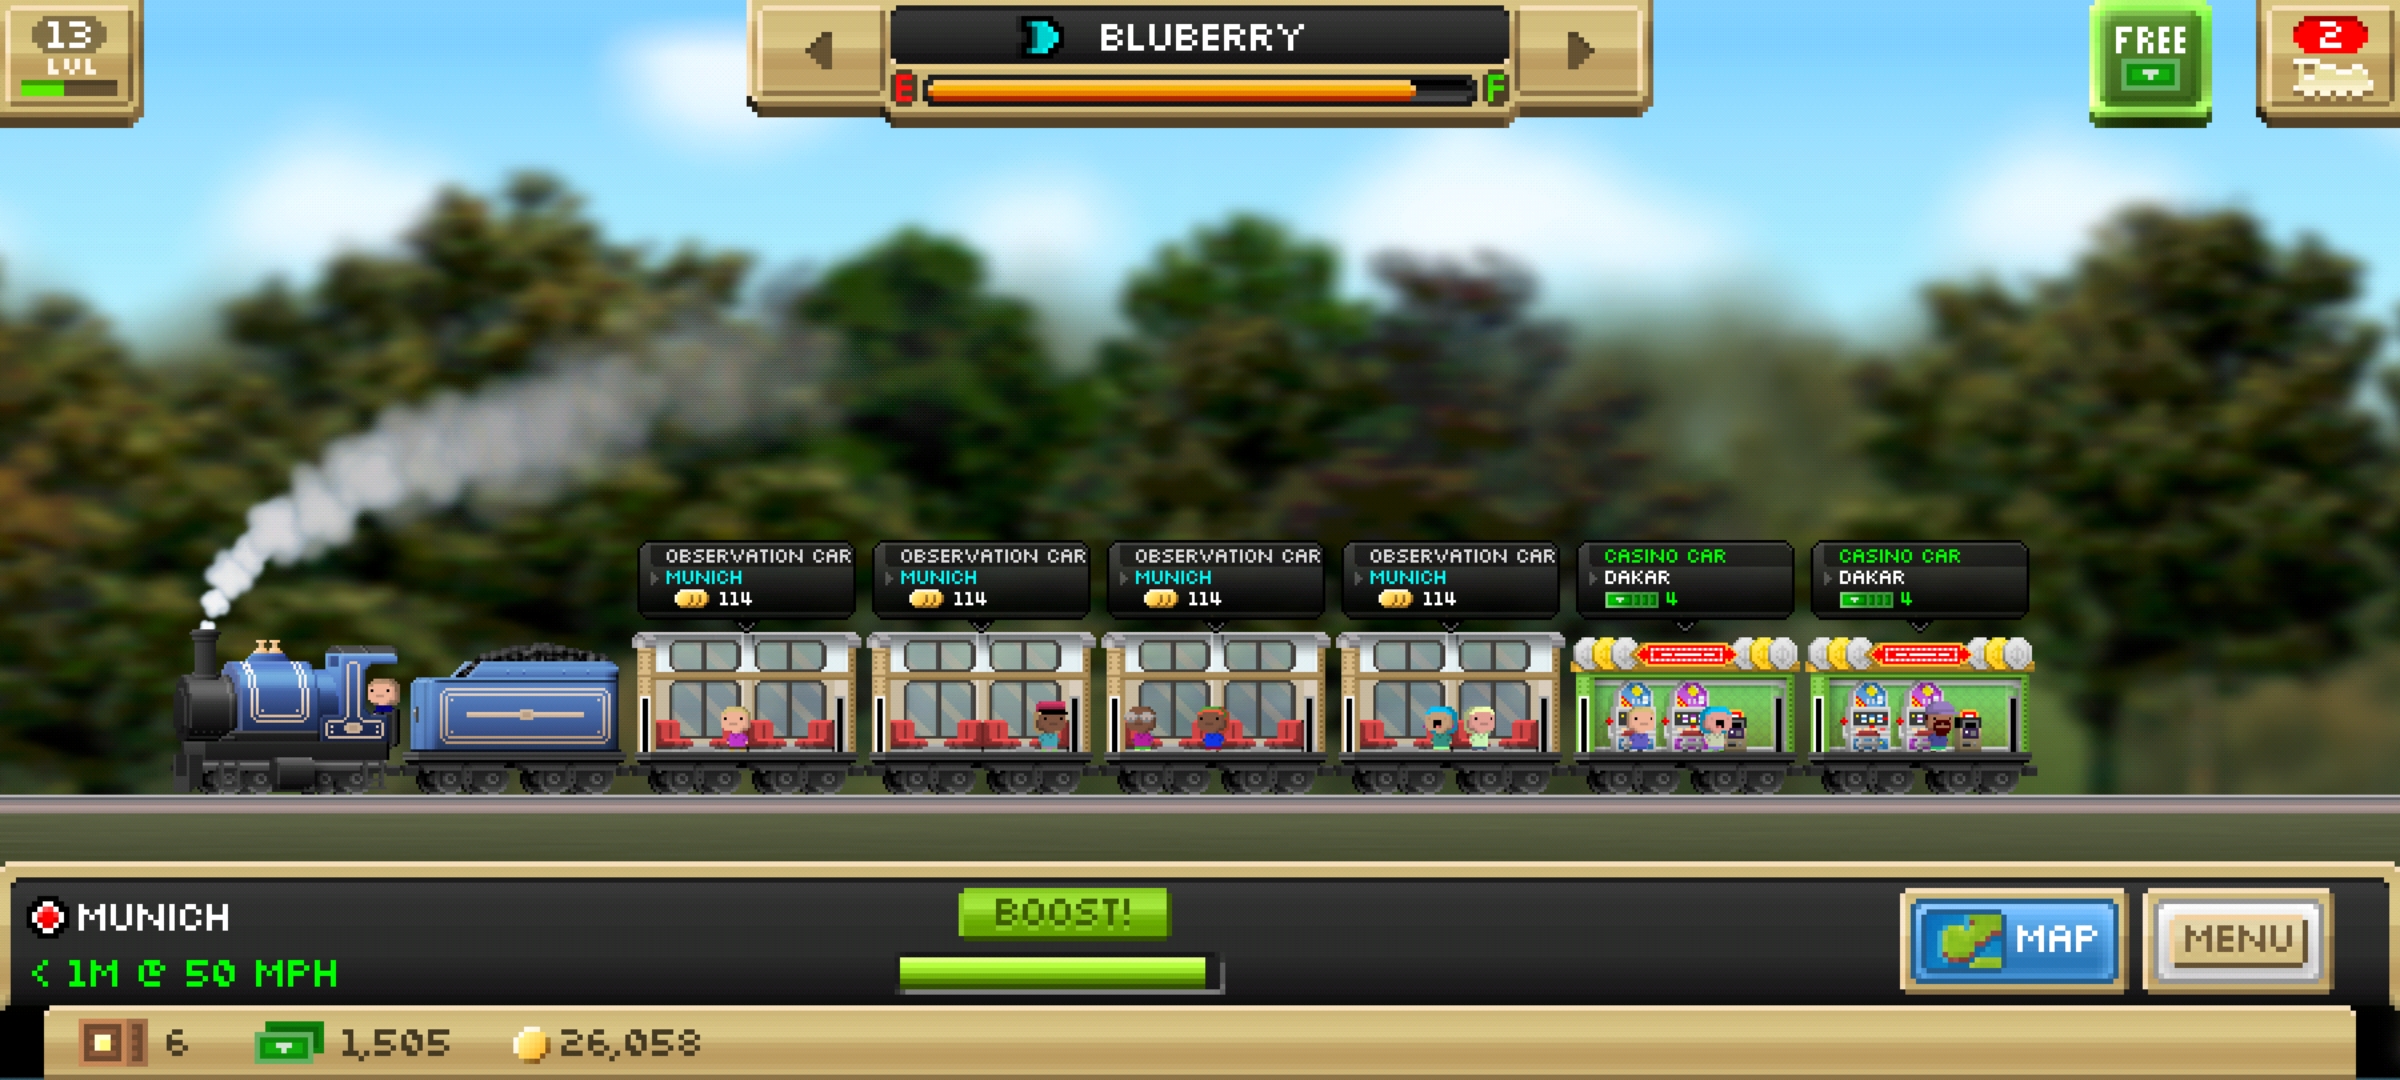 13
LVL
BLUBERRY
E F
FREE
2
OBSERVATION CAR
MUNICH
114
OBSERVATION CAR
MUNICH
114
OBSERVATION CAR
MUNICH
114
OBSERVATION CAR
MUNICH
114
CASINO CAR
DAKAR
4
CASINO CAR
DAKAR
4
MUNICH
< 1M @ 50 MPH
BOOST!
MAP
MENU
6 1,505 26,058